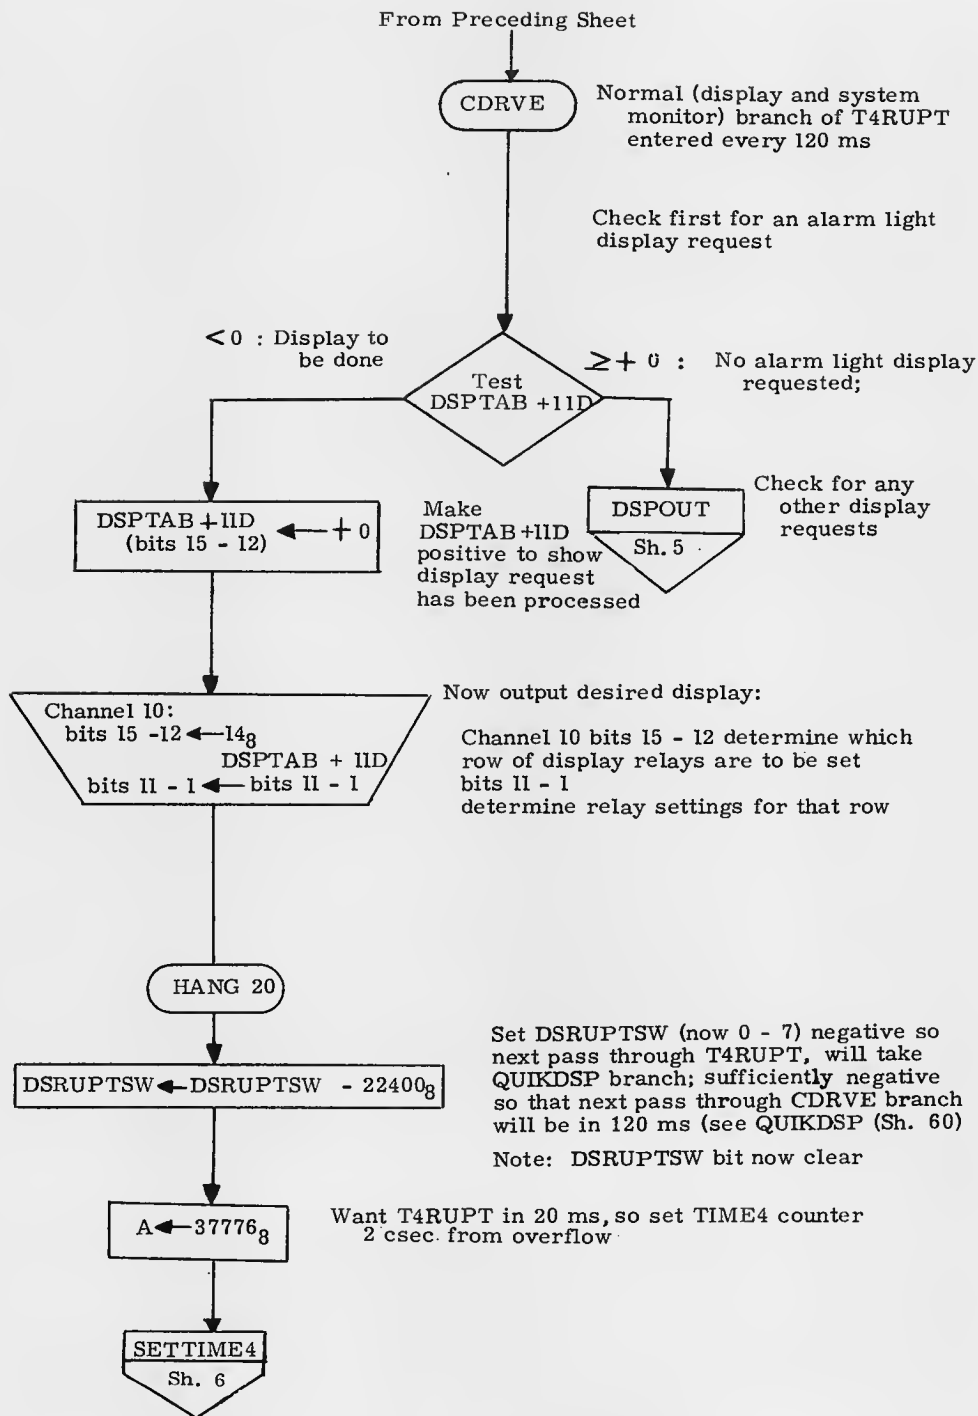 From Preceding Sheet
CDRVE
Normal (display and system
monitor) branch of T4RUPT
entered every 120 ms
Check first for an alarm light
display request
< 0 : Display to
be done
≥ + 0 : No alarm light display
requested;
Test
DSPTAB +11D
DSPTAB +11D
(bits 15 - 12) ← + 0
Make
DSPTAB +11D
positive to show
display request
has been processed
DSPOUT
Sh. 5
Check for any
other display
requests
Channel 10:
bits 15 -12 ← 14₈
DSPTAB + 11D
bits 11 - 1 ← bits 11 - 1
Now output desired display:
Channel 10 bits 15 - 12 determine which
row of display relays are to be set
bits 11 - 1
determine relay settings for that row
HANG 20
DSRUPTSW ← DSRUPTSW - 22400₈
Set DSRUPTSW (now 0 - 7) negative so
next pass through T4RUPT, will take
QUIKDSP branch; sufficiently negative
so that next pass through CDRVE branch
will be in 120 ms (see QUIKDSP (Sh. 60)
Note: DSRUPTSW bit now clear
A ← 37776₈
Want T4RUPT in 20 ms, so set TIME4 counter
2 csec. from overflow
SETTIME4
Sh. 6